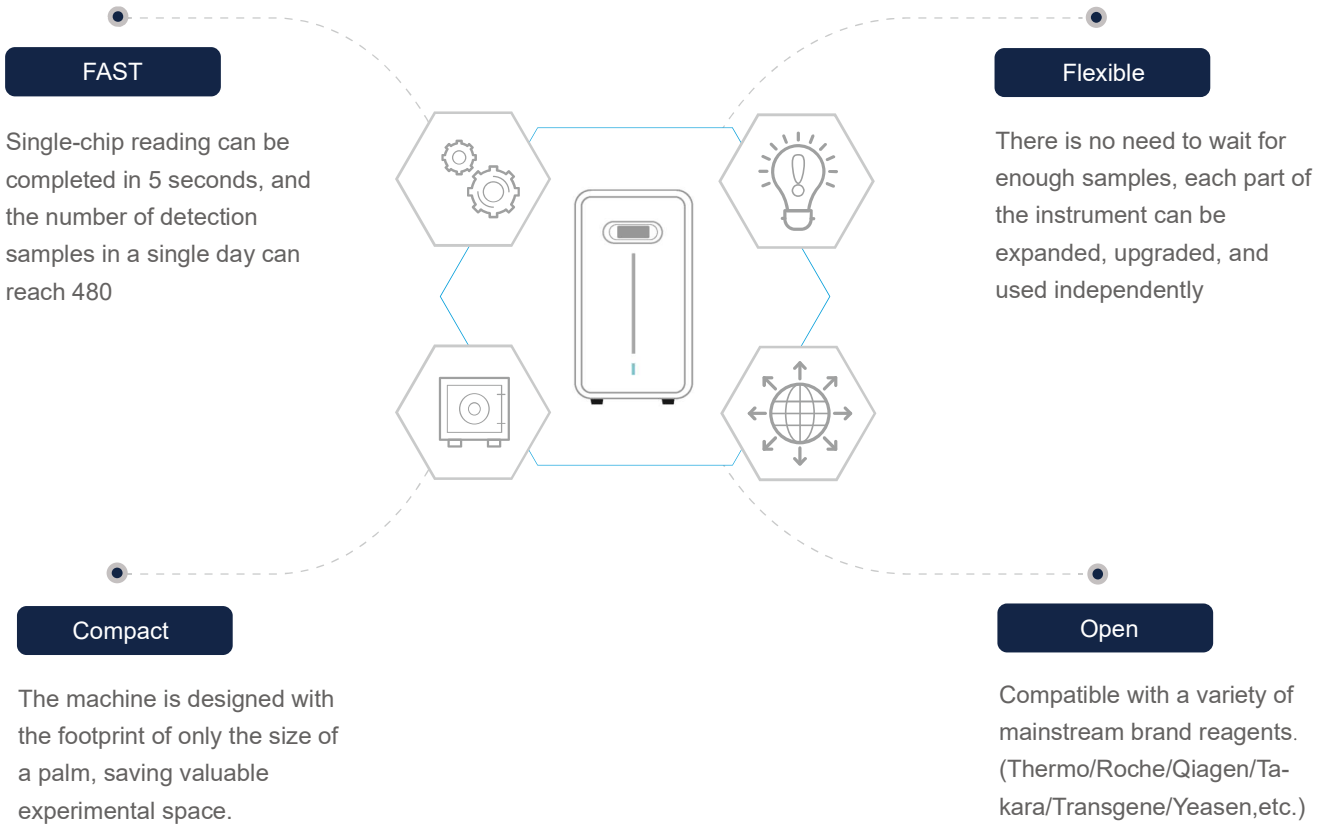 FAST
Single-chip reading can be
completed in 5 seconds, and
the number of detection
samples in a single day can
reach 480
Flexible
There is no need to wait for
enough samples, each part of
the instrument can be
expanded, upgraded, and
used independently
Compact
The machine is designed with
the footprint of only the size of
a palm, saving valuable
experimental space.
Open
Compatible with a variety of
mainstream brand reagents.
(Thermo/Roche/Qiagen/Ta-
kara/Transgene/Yeasen,etc.)